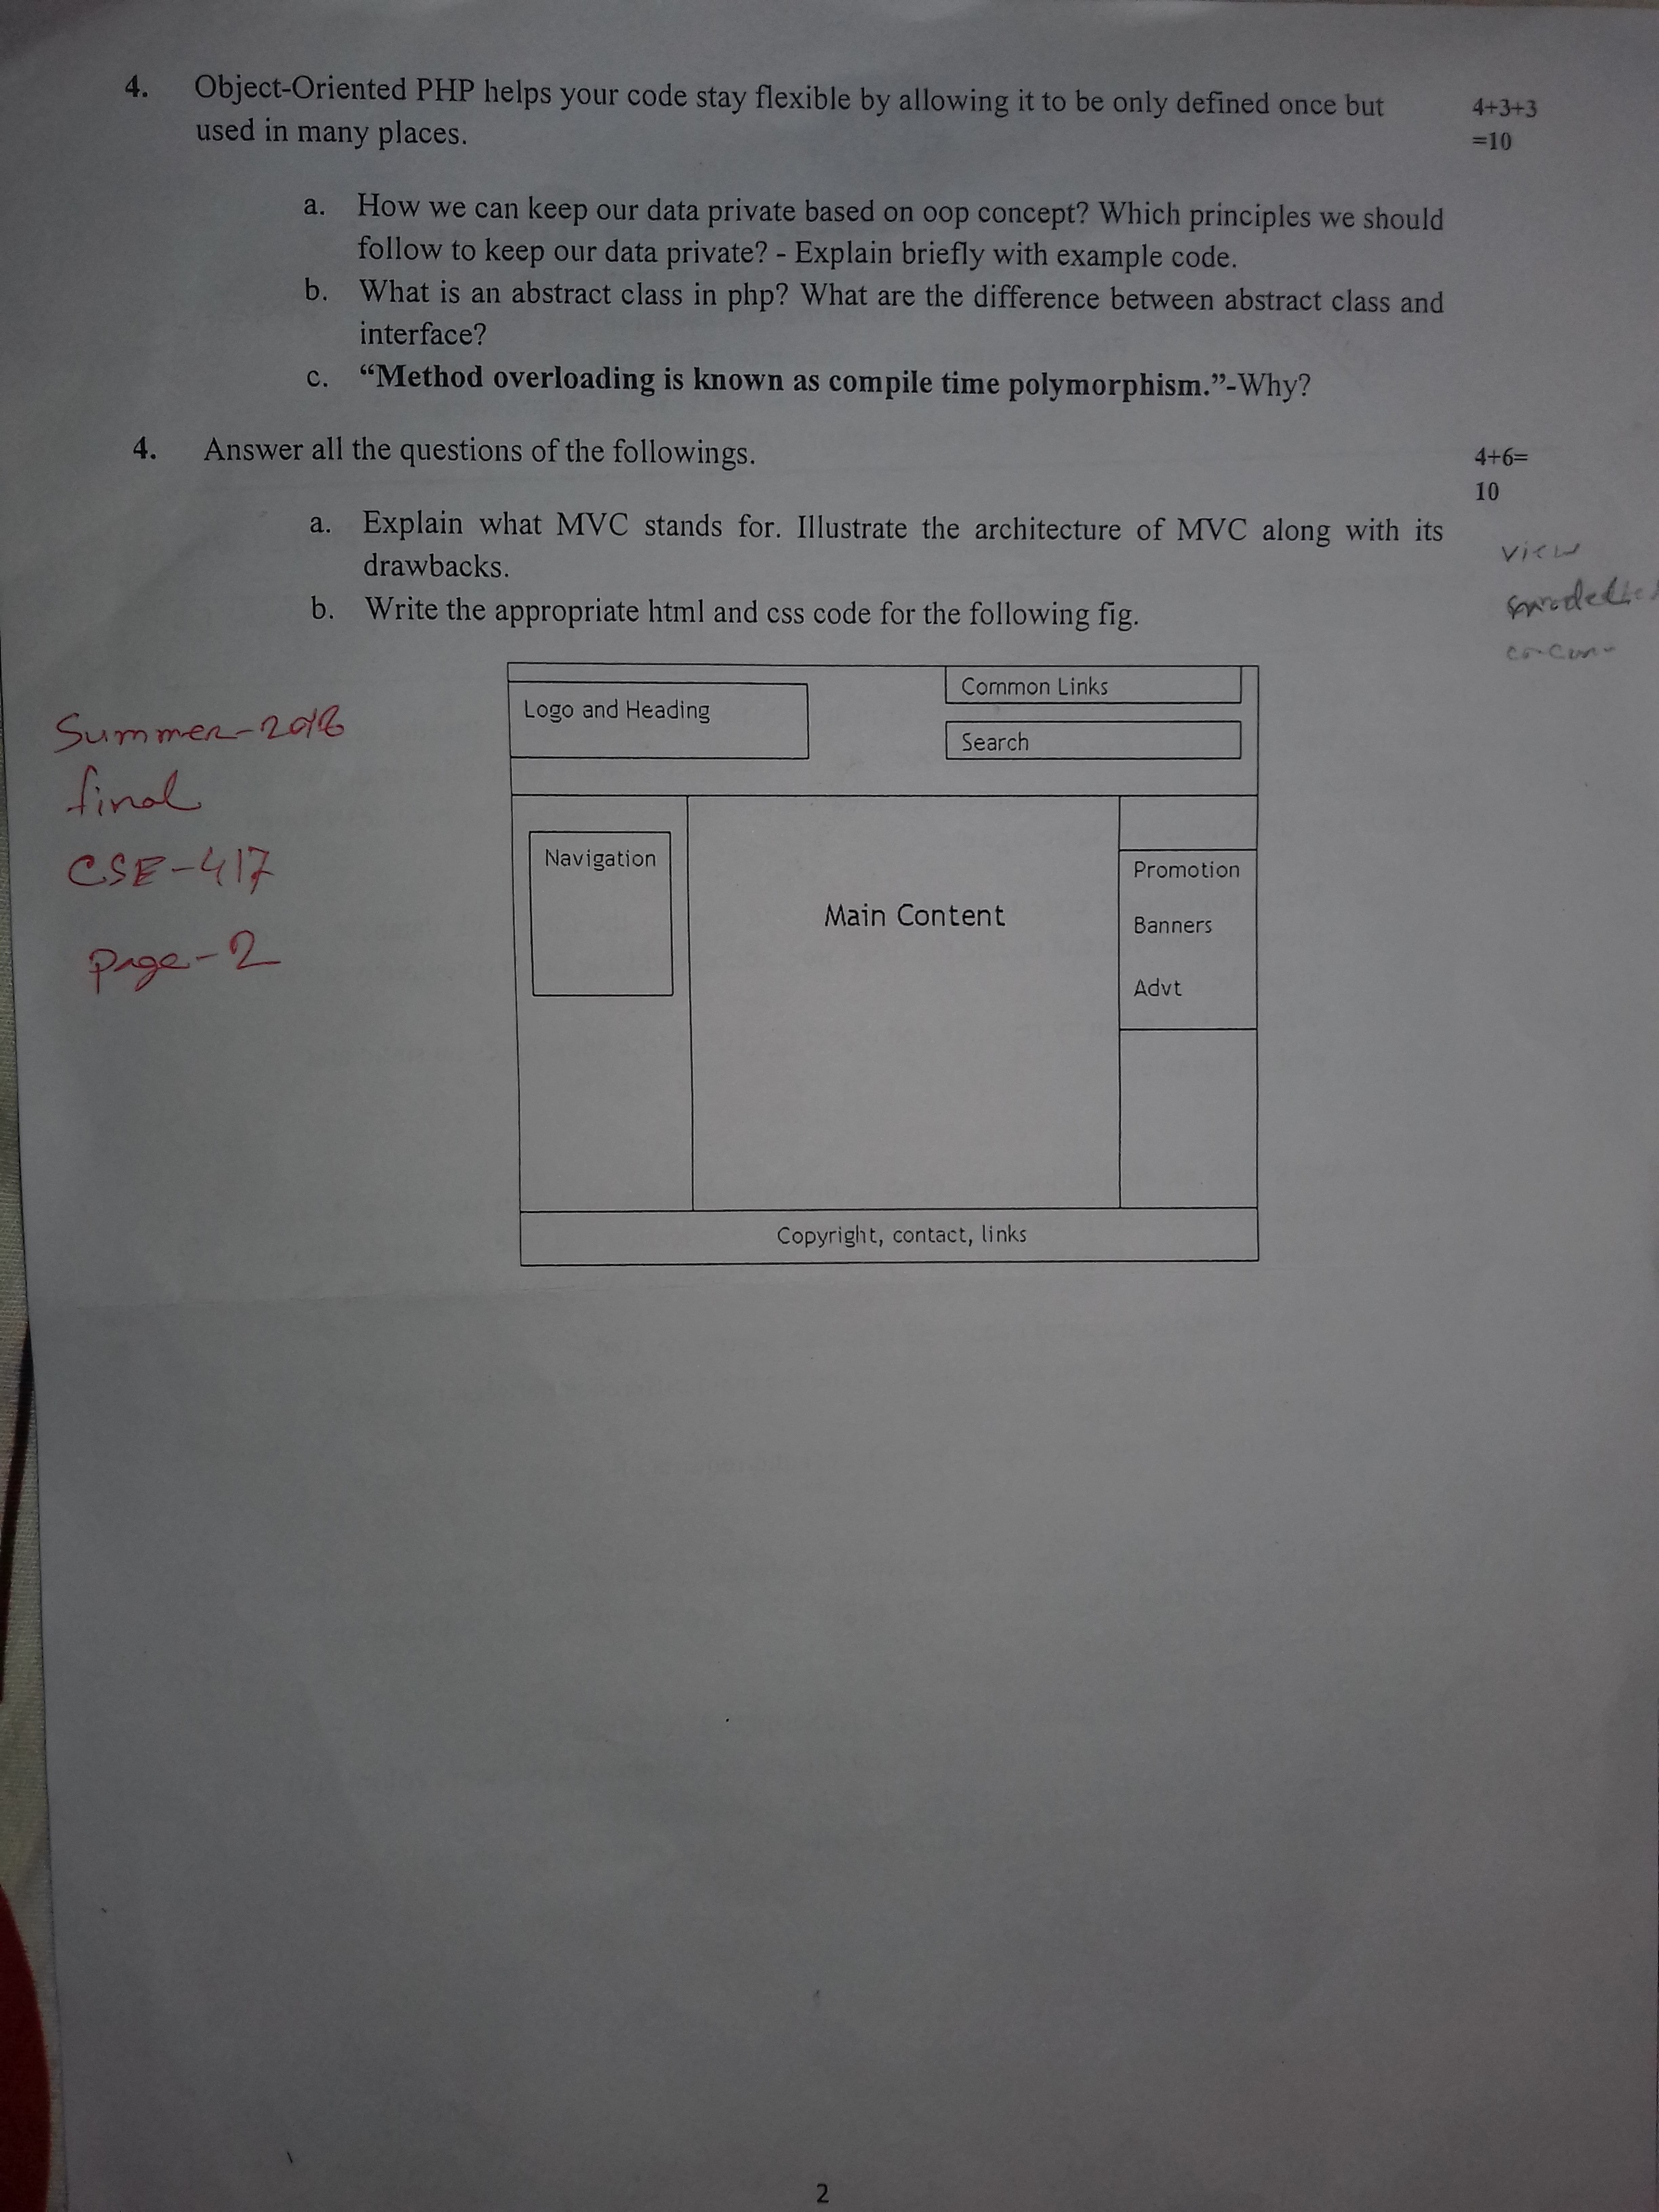 4. Object-Oriented PHP helps your code stay flexible by allowing it to be only defined once but 4+3+3
used in many places. =10
a. How we can keep our data private based on oop concept? Which principles we should
follow to keep our data private? - Explain briefly with example code.
b. What is an abstract class in php? What are the difference between abstract class and
interface?
c. “Method overloading is known as compile time polymorphism.”-Why?
4. Answer all the questions of the followings. 4+6=
10
a. Explain what MVC stands for. Illustrate the architecture of MVC along with its
drawbacks.
view
b. Write the appropriate html and css code for the following fig.
Common Links
Logo and Heading
Search
Summer-2018
final
CSE-417
page-2
Navigation
Main Content
Promotion
Banners
Advt
Copyright, contact, links
2